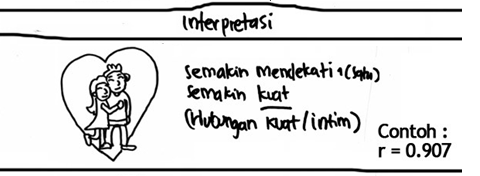 Interpretasi
semakin mendekati 1 (satu)
semakin kuat
(Hubungan kuat / intim)
Contoh :
r = 0.907